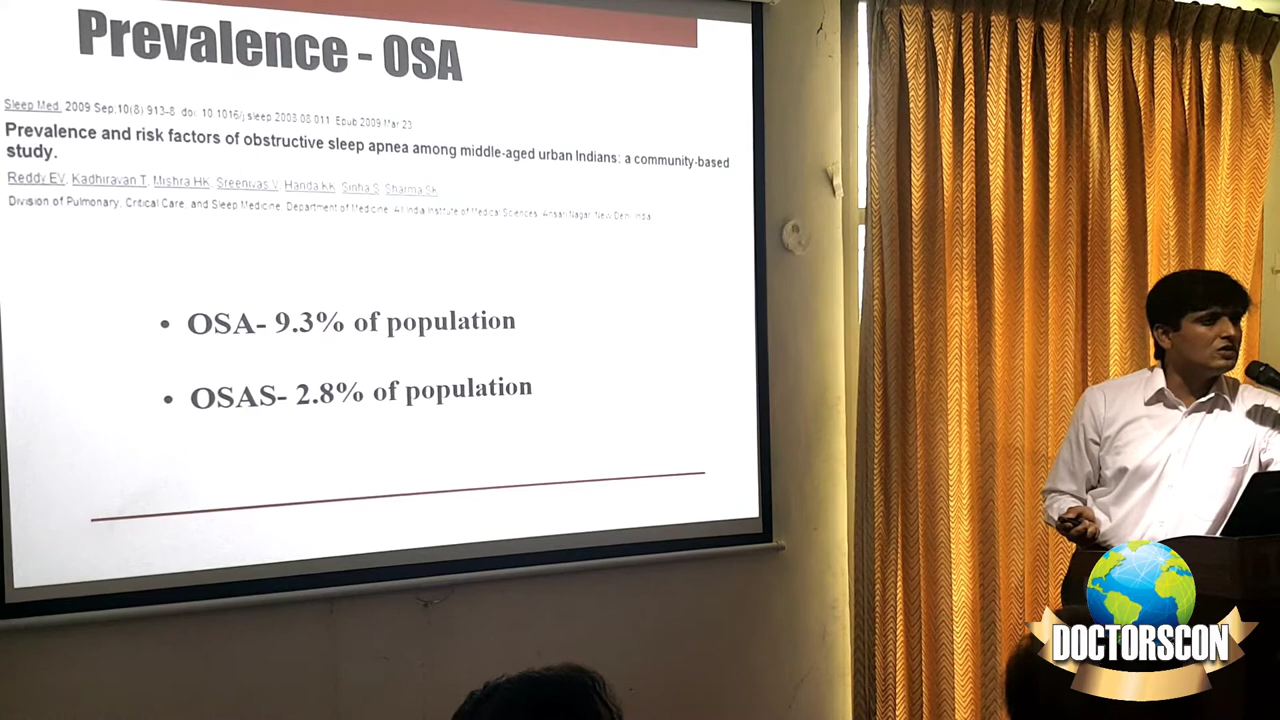 Prevalence - OSA
Sleep Med. 2009 Sep;10(8):913-8. doi: 10.1016/j.sleep.2008.08.011. Epub 2009 Mar 23.
Prevalence and risk factors of obstructive sleep apnea among middle-aged urban Indians: a community-based
study.
Reddy EV, Kadhiravan T, Mishra HK, Sreenivas V, Handa KK, Sinha S, Sharma SK.
Division of Pulmonary, Critical Care, and Sleep Medicine, Department of Medicine, All India Institute of Medical Sciences, Ansari Nagar, New Delhi, India.
• OSA- 9.3% of population
• OSAS- 2.8% of population
DOCTORSCON